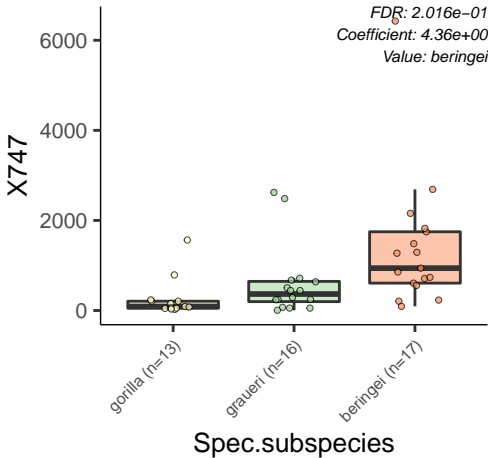 FDR: 2.016e−01
Coefficient: 4.36e+00
Value: beringei
6000
4000
2000
0
X747
gorilla (n=13)
graueri (n=16)
beringei (n=17)
Spec.subspecies